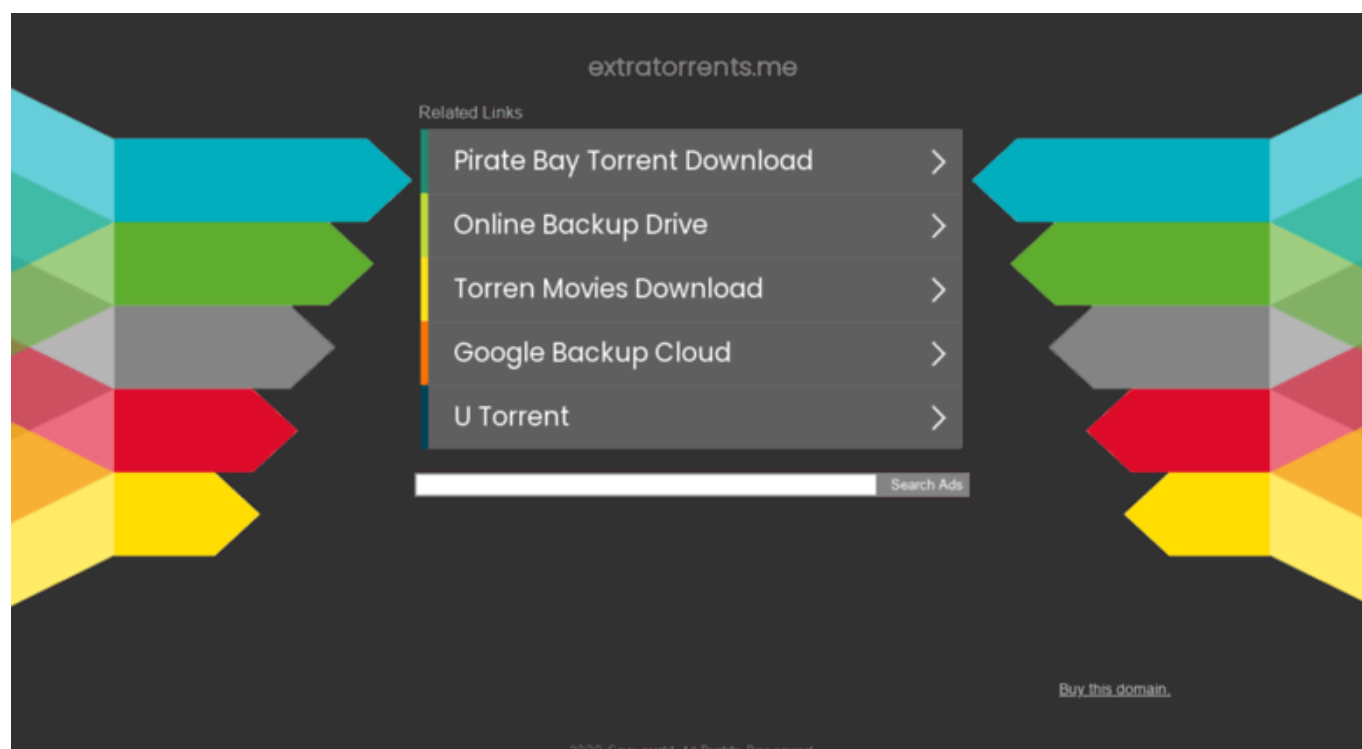 extratorrents.me
Related Links
Pirate Bay Torrent Download
Online Backup Drive
Torren Movies Download
Google Backup Cloud
U Torrent
Search Ads
Buy this domain.